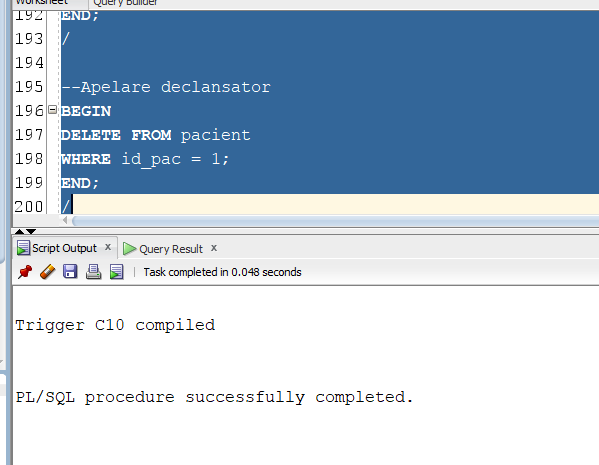 Worksheet Query Builder
192 END;
193 /
194
195 --Apelare declansator
196 BEGIN
197 DELETE FROM pacient
198 WHERE id_pac = 1;
199 END;
200 /
Script Output x Query Result x
Task completed in 0.048 seconds
Trigger C10 compiled
PL/SQL procedure successfully completed.